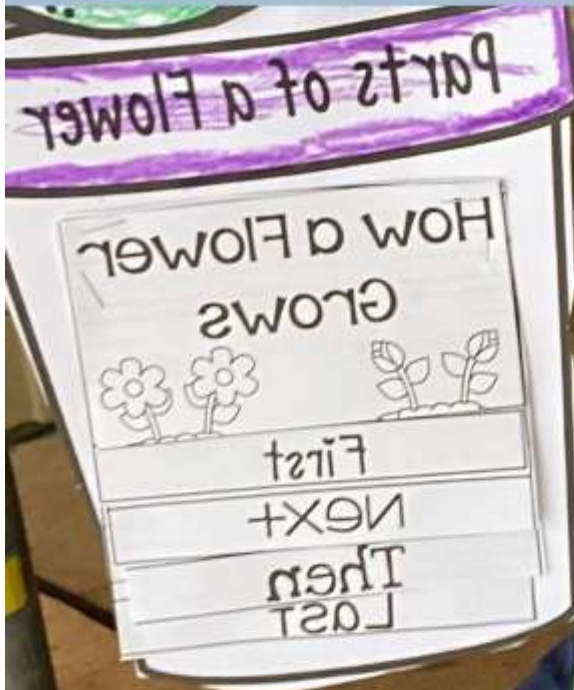 Parts of a Flower
How a Flower
Grows
First
Next
Then
Last